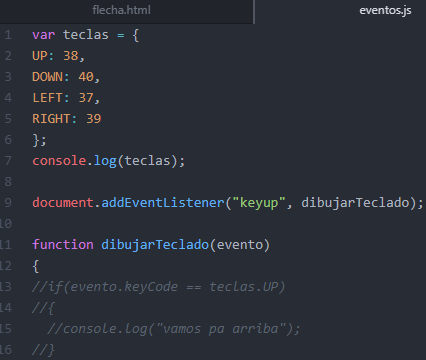 flecha.html eventos.js
1 var teclas = {
2 UP: 38,
3 DOWN: 40,
4 LEFT: 37,
5 RIGHT: 39
6 };
7 console.log(teclas);
8
9 document.addEventListener("keyup", dibujarTeclado);
10
11 function dibujarTeclado(evento)
12 {
13 //if(evento.keyCode == teclas.UP)
14 //{
15   //console.log("vamos pa arriba");
16 //}